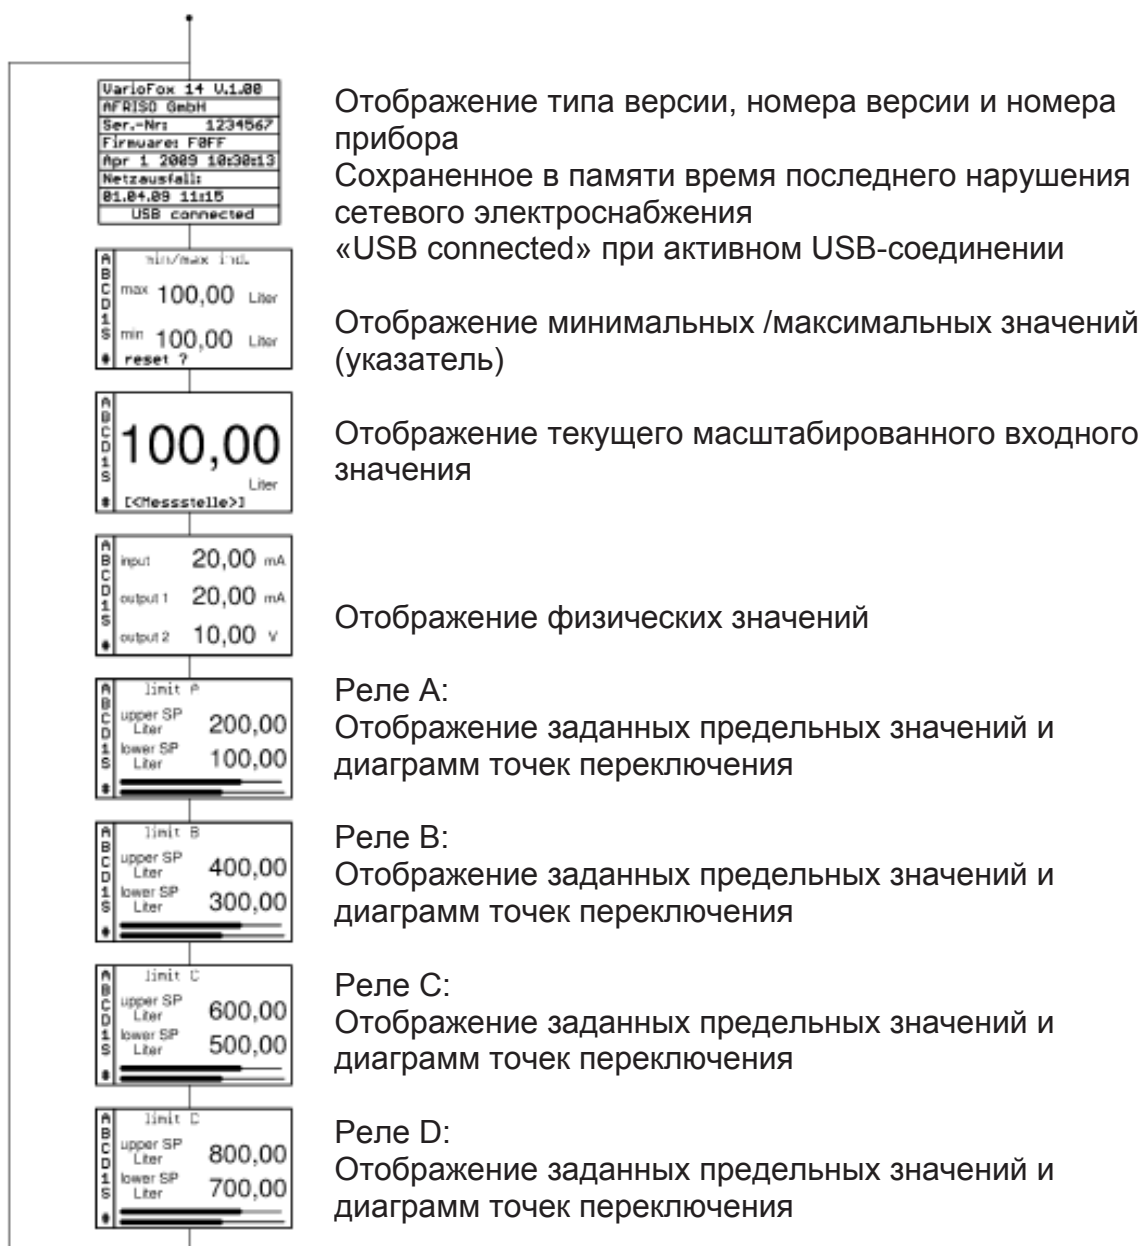 VarioFox 14 V.1.00
AFRISO GmbH
Ser.-Nr: 1234567
Firmware: F0FF
Apr 1 2009 10:30:13
Netzausfall:
01.04.09 11:15
USB connected
Отображение типа версии, номера версии и номера
прибора
Сохраненное в памяти время последнего нарушения
сетевого электроснабжения
«USB connected» при активном USB-соединении
A
B
C
D
1
S
min/max ind.
max 100,00 Liter
min 100,00 Liter
reset ?
Отображение минимальных /максимальных значений
(указатель)
A
B
C
D
1
S
100,00
Liter
[<Messstelle>]
Отображение текущего масштабированного входного
значения
A
B
C
D
1
S
input 20,00 mA
output 1 20,00 mA
output 2 10,00 V
Отображение физических значений
A
B
C
D
1
S
limit A
upper SP
Liter 200,00
lower SP
Liter 100,00
Реле A:
Отображение заданных предельных значений и
диаграмм точек переключения
A
B
C
D
1
S
limit B
upper SP
Liter 400,00
lower SP
Liter 300,00
Реле B:
Отображение заданных предельных значений и
диаграмм точек переключения
A
B
C
D
1
S
limit C
upper SP
Liter 600,00
lower SP
Liter 500,00
Реле C:
Отображение заданных предельных значений и
диаграмм точек переключения
A
B
C
D
1
S
limit D
upper SP
Liter 800,00
lower SP
Liter 700,00
Реле D:
Отображение заданных предельных значений и
диаграмм точек переключения